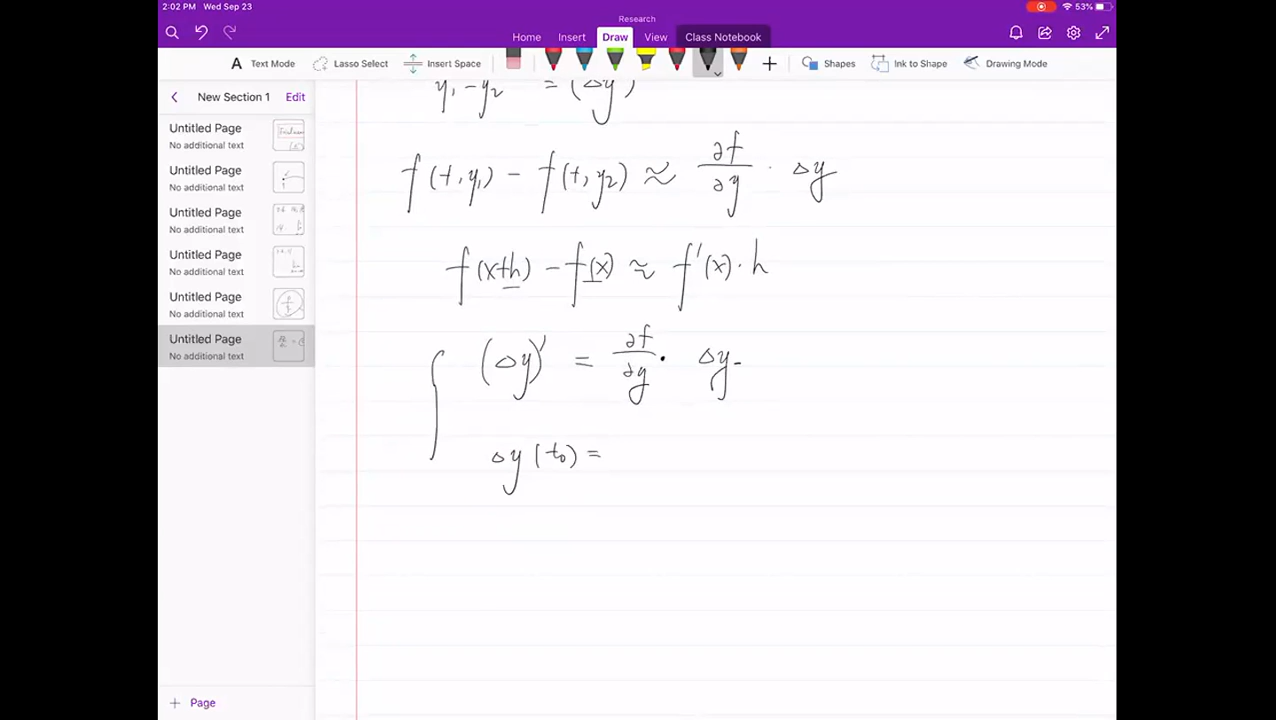 2:02 PM Wed Sep 23
53%
Research
Home Insert Draw View Class Notebook
Text Mode Lasso Select Insert Space Shapes Ink to Shape Drawing Mode
New Section 1 Edit
Untitled Page
No additional text
Untitled Page
No additional text
Untitled Page
No additional text
Untitled Page
No additional text
Untitled Page
No additional text
Untitled Page
No additional text
Page
y₁ - y₂ = (Δy)
f(t, y₁) - f(t, y₂) ≈ ∂f/∂y · Δy
f(x+h) - f(x) ≈ f'(x) · h
{ (Δy)' = ∂f/∂y · Δy
Δy(t₀) =